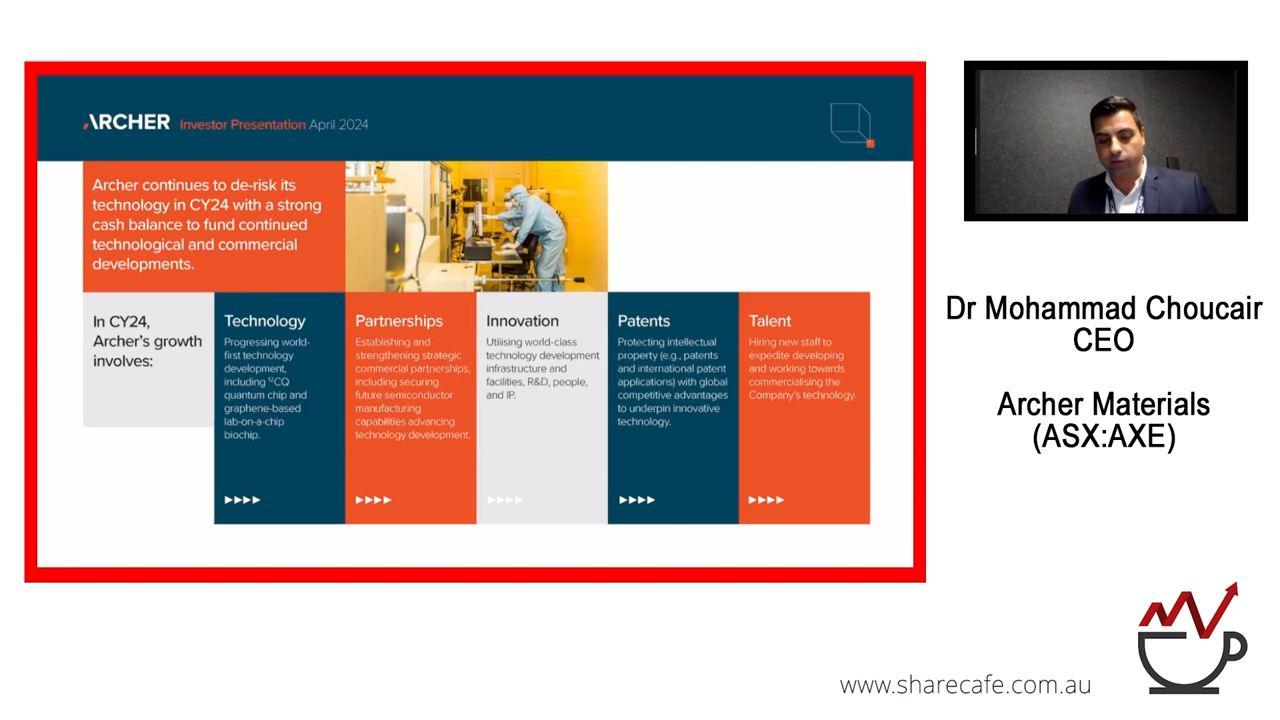 ARCHER Investor Presentation April 2024
Archer continues to de-risk its
technology in CY24 with a strong
cash balance to fund continued
technological and commercial
developments.
In CY24,
Archer's growth
involves:
Technology
Progressing world-
first technology
development,
including ¹²CQ
quantum chip and
graphene-based
lab-on-a-chip
biochip.
Partnerships
Establishing and
strengthening strategic
commercial partnerships,
including securing
future semiconductor
manufacturing
capabilities advancing
technology development.
Innovation
Utilising world-class
technology development
infrastructure and
facilities, R&D, people,
and IP.
Patents
Protecting intellectual
property (e.g., patents
and international patent
applications) with global
competitive advantages
to underpin innovative
technology.
Talent
Hiring new staff to
expedite developing
and working towards
commercialising the
Company's technology.
Dr Mohammad Choucair
CEO
Archer Materials
(ASX:AXE)
www.sharecafe.com.au